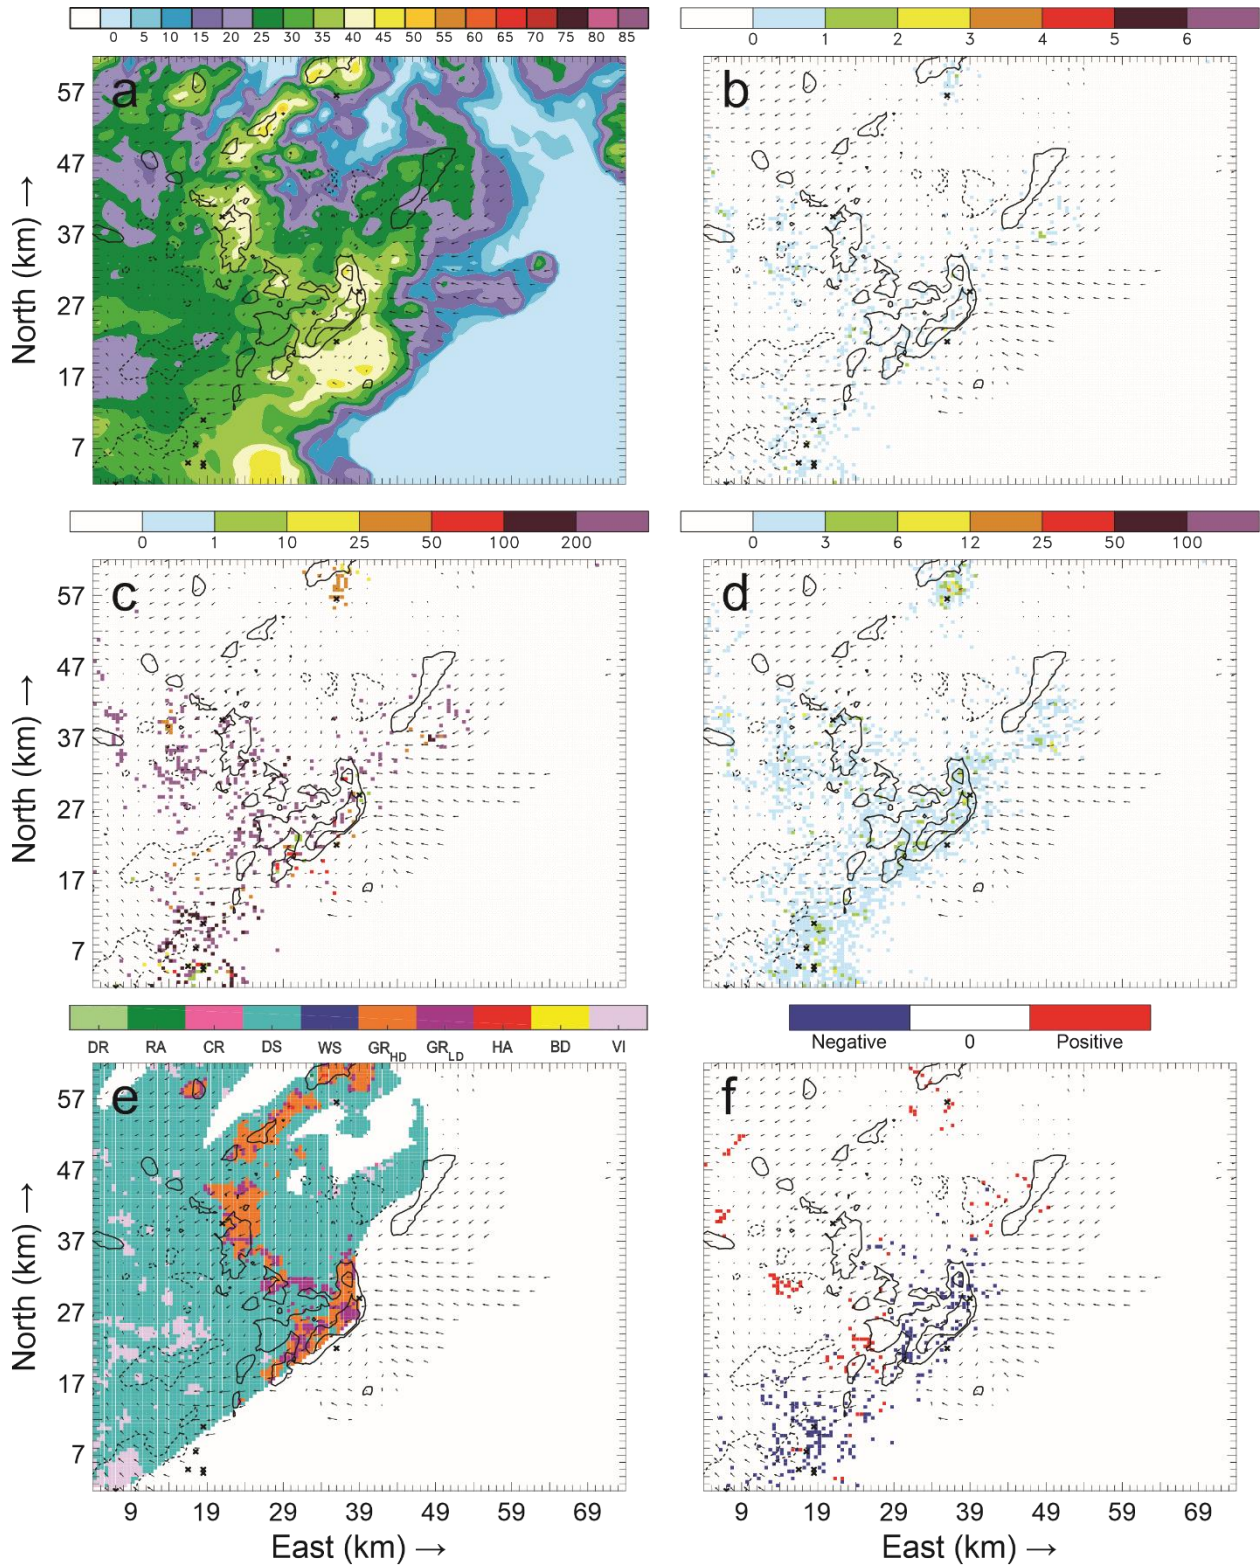 0 5 10 15 20 25 30 35 40 45 50 55 60 65 70 75 80 85
0 1 2 3 4 5 6
a
b
57
47
37
27
17
7
North (km) →
0 1 10 25 50 100 200
0 3 6 12 25 50 100
c
d
57
47
37
27
17
7
North (km) →
DR RA CR DS WS GR_HD GR_LD HA BD VI
Negative 0 Positive
e
f
57
47
37
27
17
7
North (km) →
9 19 29 39 49 59 69
9 19 29 39 49 59 69
East (km) →
East (km) →